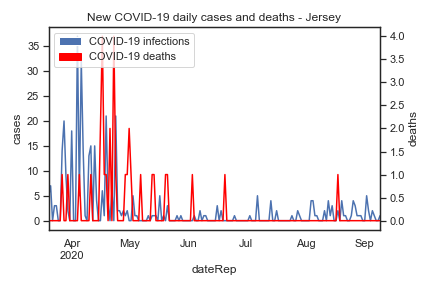 New COVID-19 daily cases and deaths - Jersey
COVID-19 infections
COVID-19 deaths
cases
35
30
25
20
15
10
5
0
deaths
4.0
3.5
3.0
2.5
2.0
1.5
1.0
0.5
0.0
Apr
2020
May
Jun
Jul
Aug
Sep
dateRep